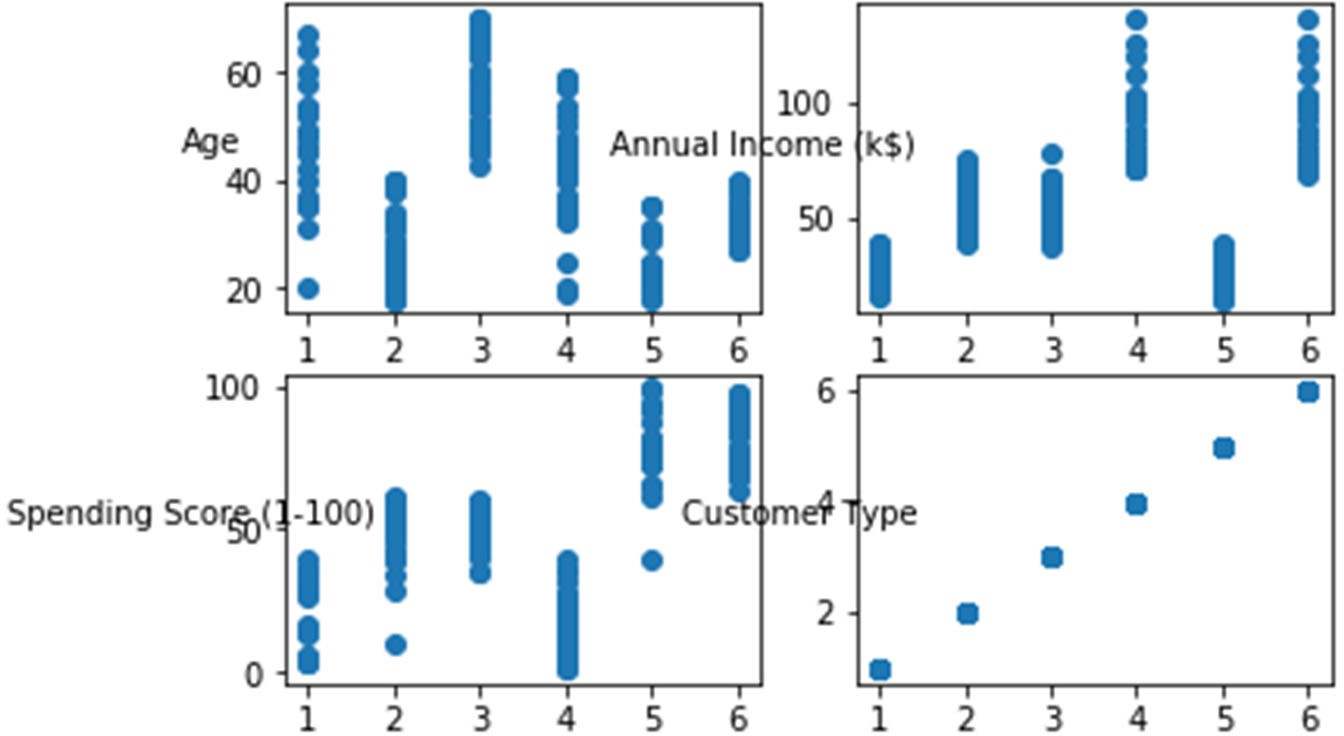 60
Age
40
20
1 2 3 4 5 6
100
Annual Income (k$)
50
1 2 3 4 5 6
100
Spending Score (1-100)
50
0
1 2 3 4 5 6
6
Customer Type
4
2
1 2 3 4 5 6